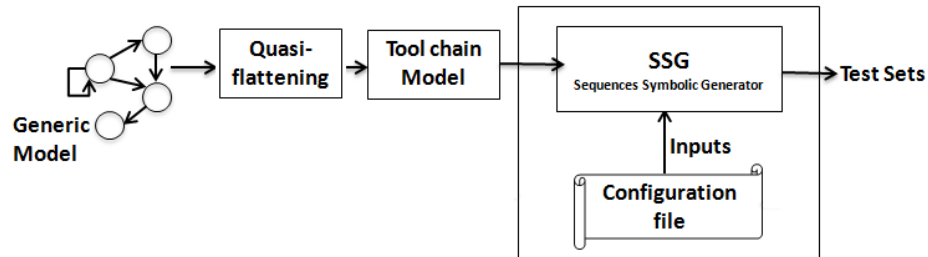 Generic
Model
Quasi-
flattening
Tool chain
Model
SSG
Sequences Symbolic Generator
Test Sets
Inputs
Configuration
file